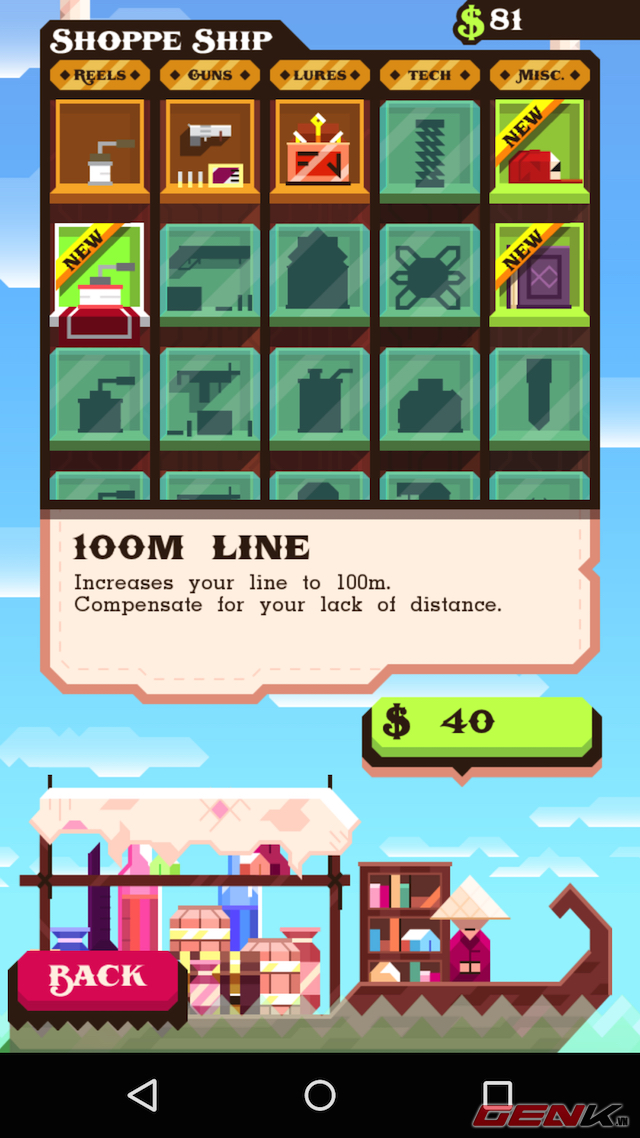 $ 81
SHOPPE SHIP
REELS
GUNS
LURES
TECH
MISC.
NEW
NEW
NEW
100M LINE
Increases your line to 100m.
Compensate for your lack of distance.
$ 40
BACK
GENK.VN